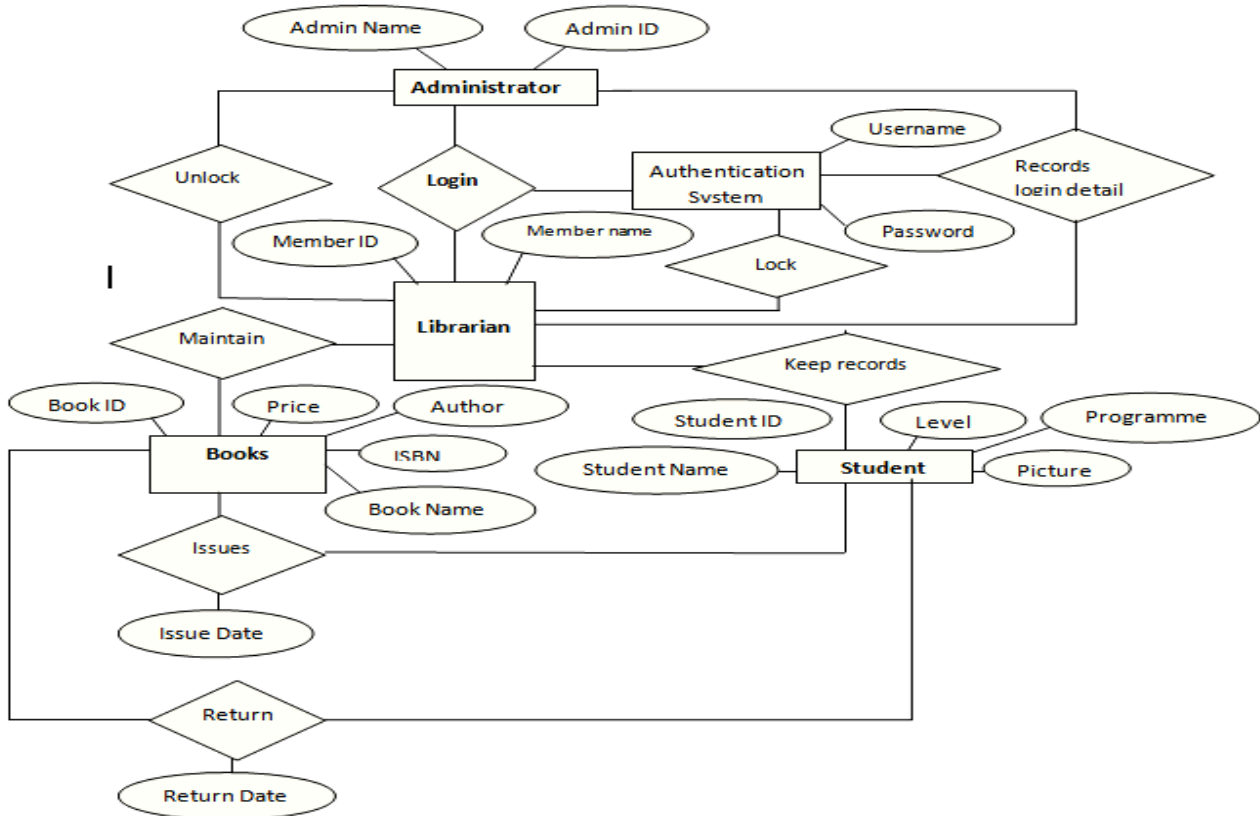 Admin Name
Admin ID
Administrator
Username
Unlock
Login
Authentication
System
Records
login detail
Member ID
Member name
Password
Lock
Librarian
Maintain
Keep records
Book ID
Price
Author
Student ID
Level
Programme
Books
ISBN
Student Name
Student
Picture
Book Name
Issues
Issue Date
Return
Return Date